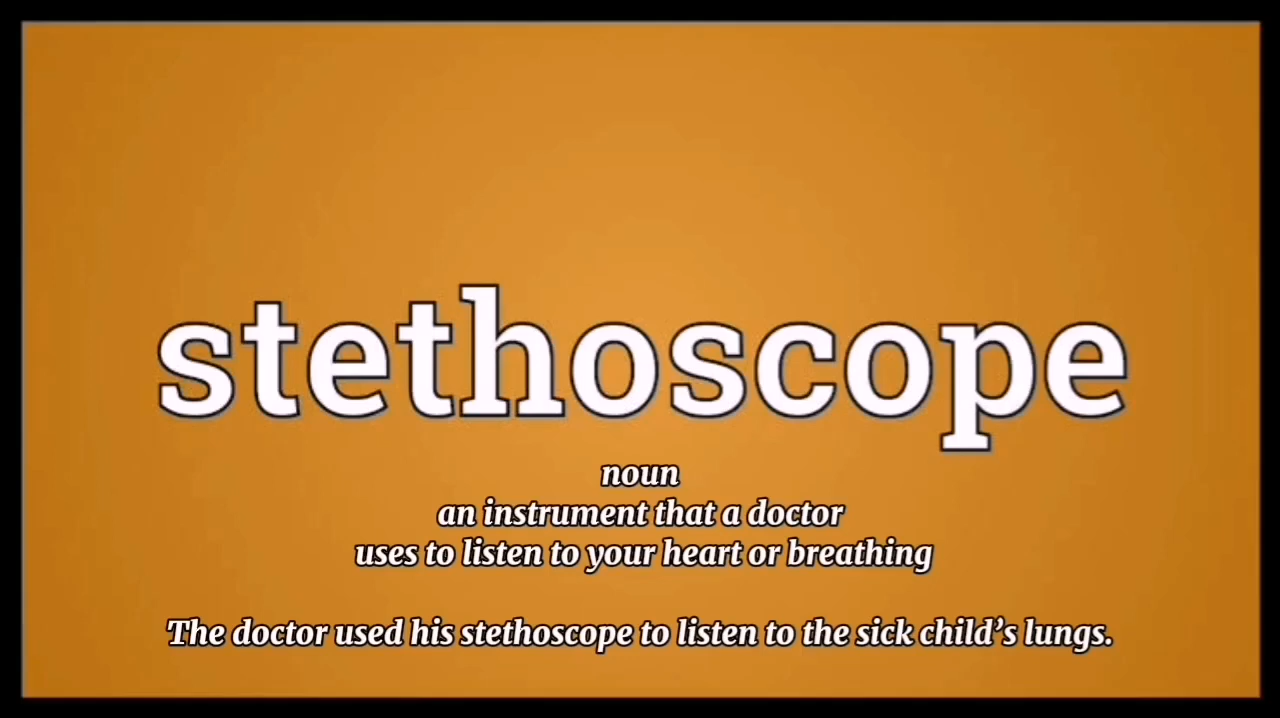 stethoscope
noun
an instrument that a doctor
uses to listen to your heart or breathing
The doctor used his stethoscope to listen to the sick child’s lungs.